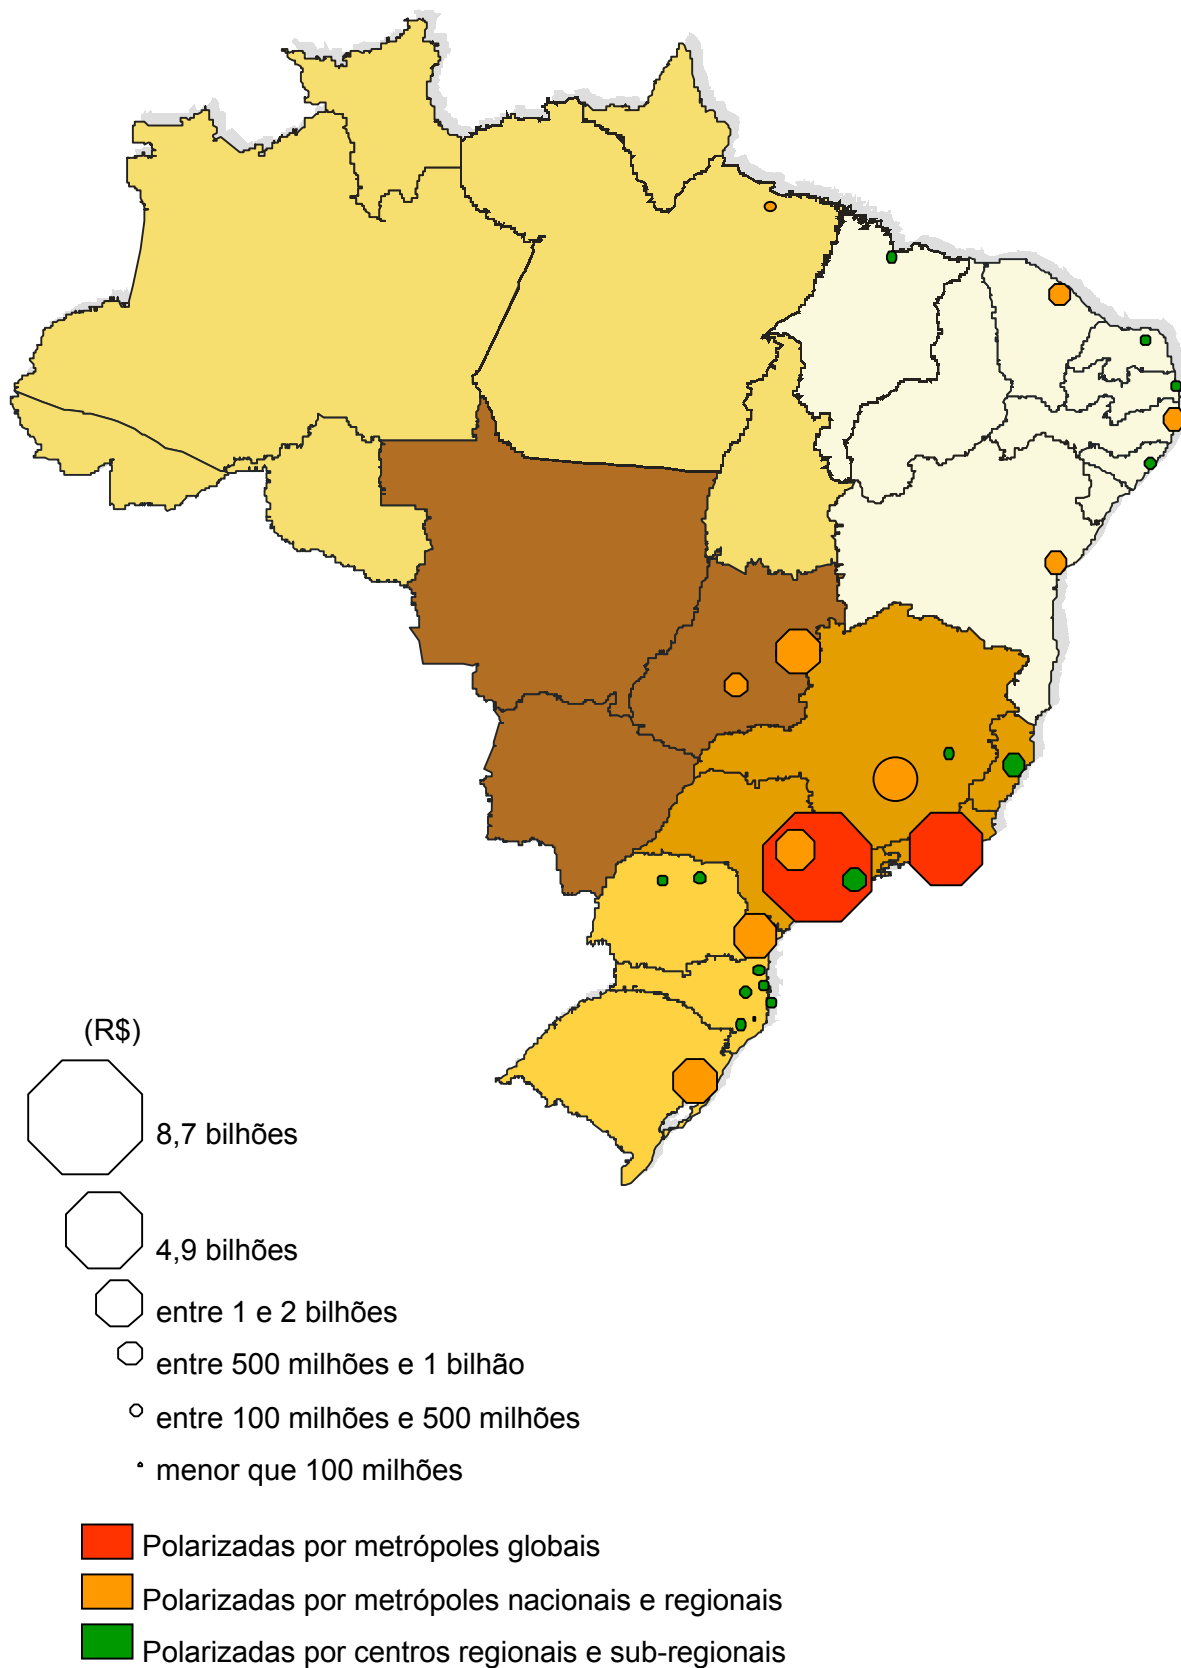 (R$)
8,7 bilhões
4,9 bilhões
entre 1 e 2 bilhões
entre 500 milhões e 1 bilhão
entre 100 milhões e 500 milhões
menor que 100 milhões
Polarizadas por metrópoles globais
Polarizadas por metrópoles nacionais e regionais
Polarizadas por centros regionais e sub-regionais